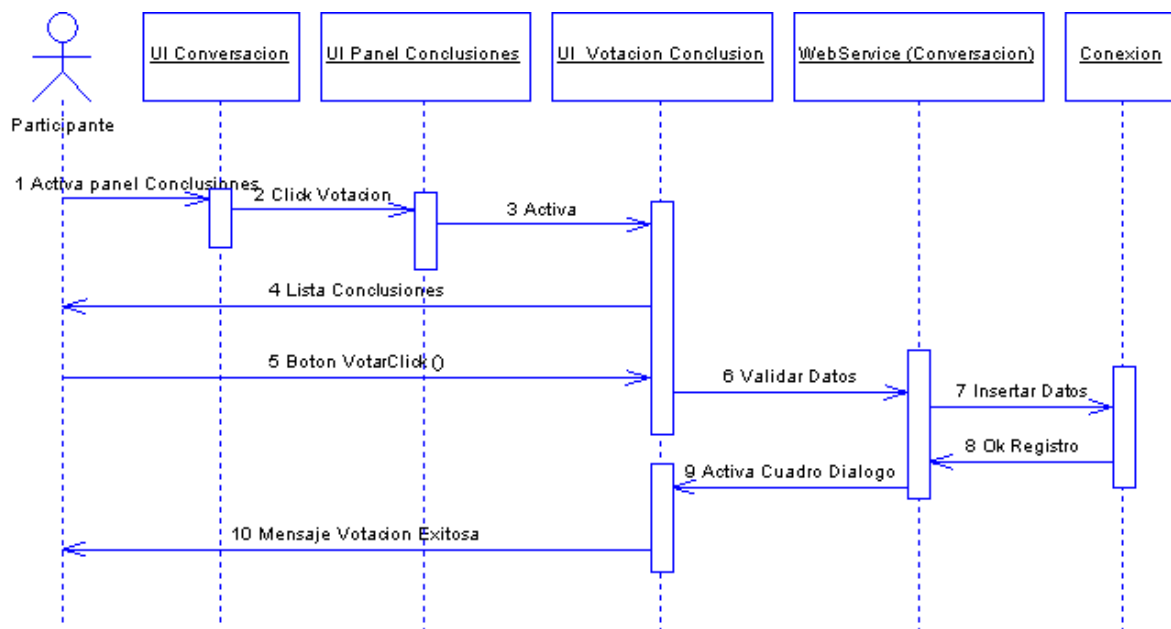 UI Conversacion
UI Panel Conclusiones
UI Votacion Conclusion
WebService (Conversacion)
Conexion
Participante
1 Activa panel Conclusiones
2 Click Votacion
3 Activa
4 Lista Conclusiones
5 Boton VotarClick ()
6 Validar Datos
7 Insertar Datos
8 Ok Registro
9 Activa Cuadro Dialogo
10 Mensaje Votacion Exitosa